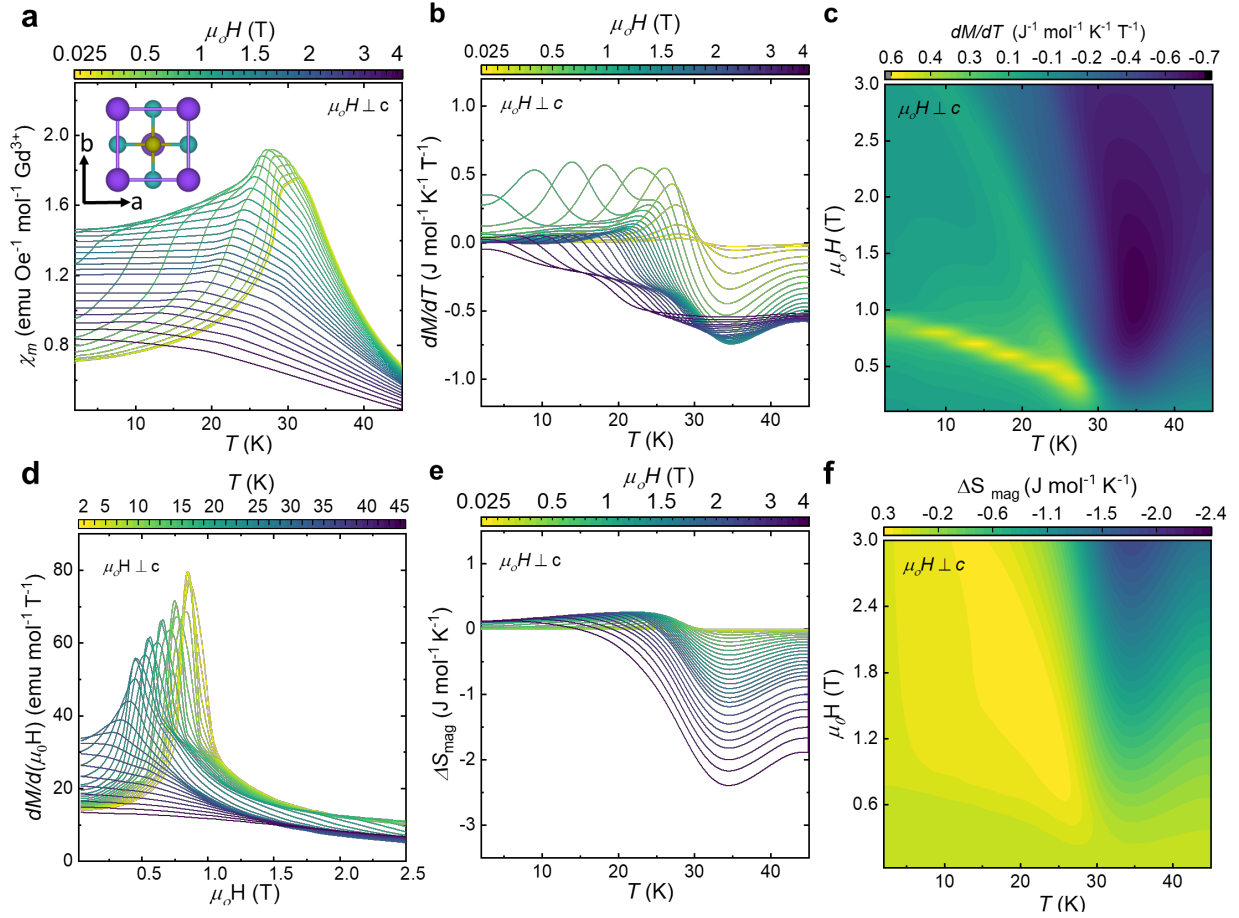 a
μₒH (T)
0.025 0.5 1 1.5 2 3 4
μₒH ⊥ c
b
a
χm (emu Oe⁻¹ mol⁻¹ Gd³⁺)
2.0
1.6
1.2
0.8
10 20 30 40
T (K)
b
μₒH (T)
0.025 0.5 1 1.5 2 3 4
μₒH ⊥ c
dM/dT (J mol⁻¹ K⁻¹ T⁻¹)
1.0
0.5
0.0
-0.5
-1.0
10 20 30 40
T (K)
c
dM/dT (J⁻¹ mol⁻¹ K⁻¹ T⁻¹)
0.6 0.4 0.3 0.1 -0.1 -0.2 -0.4 -0.6 -0.7
μₒH ⊥ c
μₒH (T)
3.0
2.5
2.0
1.5
1.0
0.5
10 20 30 40
T (K)
d
T (K)
2 5 10 15 20 25 30 35 40 45
μₒH ⊥ c
dM/d(μ₀H) (emu mol⁻¹ T⁻¹)
80
60
40
20
0
0.5 1.0 1.5 2.0 2.5
μₒH (T)
e
μₒH (T)
0.025 0.5 1 1.5 2 3 4
μₒH ⊥ c
ΔSmag (J mol⁻¹ K⁻¹)
1
0
-1
-2
-3
10 20 30 40
T (K)
f
ΔS mag (J mol⁻¹ K⁻¹)
0.3 -0.2 -0.6 -1.1 -1.5 -2.0 -2.4
μₒH ⊥ c
μ₀H (T)
3.0
2.4
1.8
1.2
0.6
10 20 30 40
T (K)